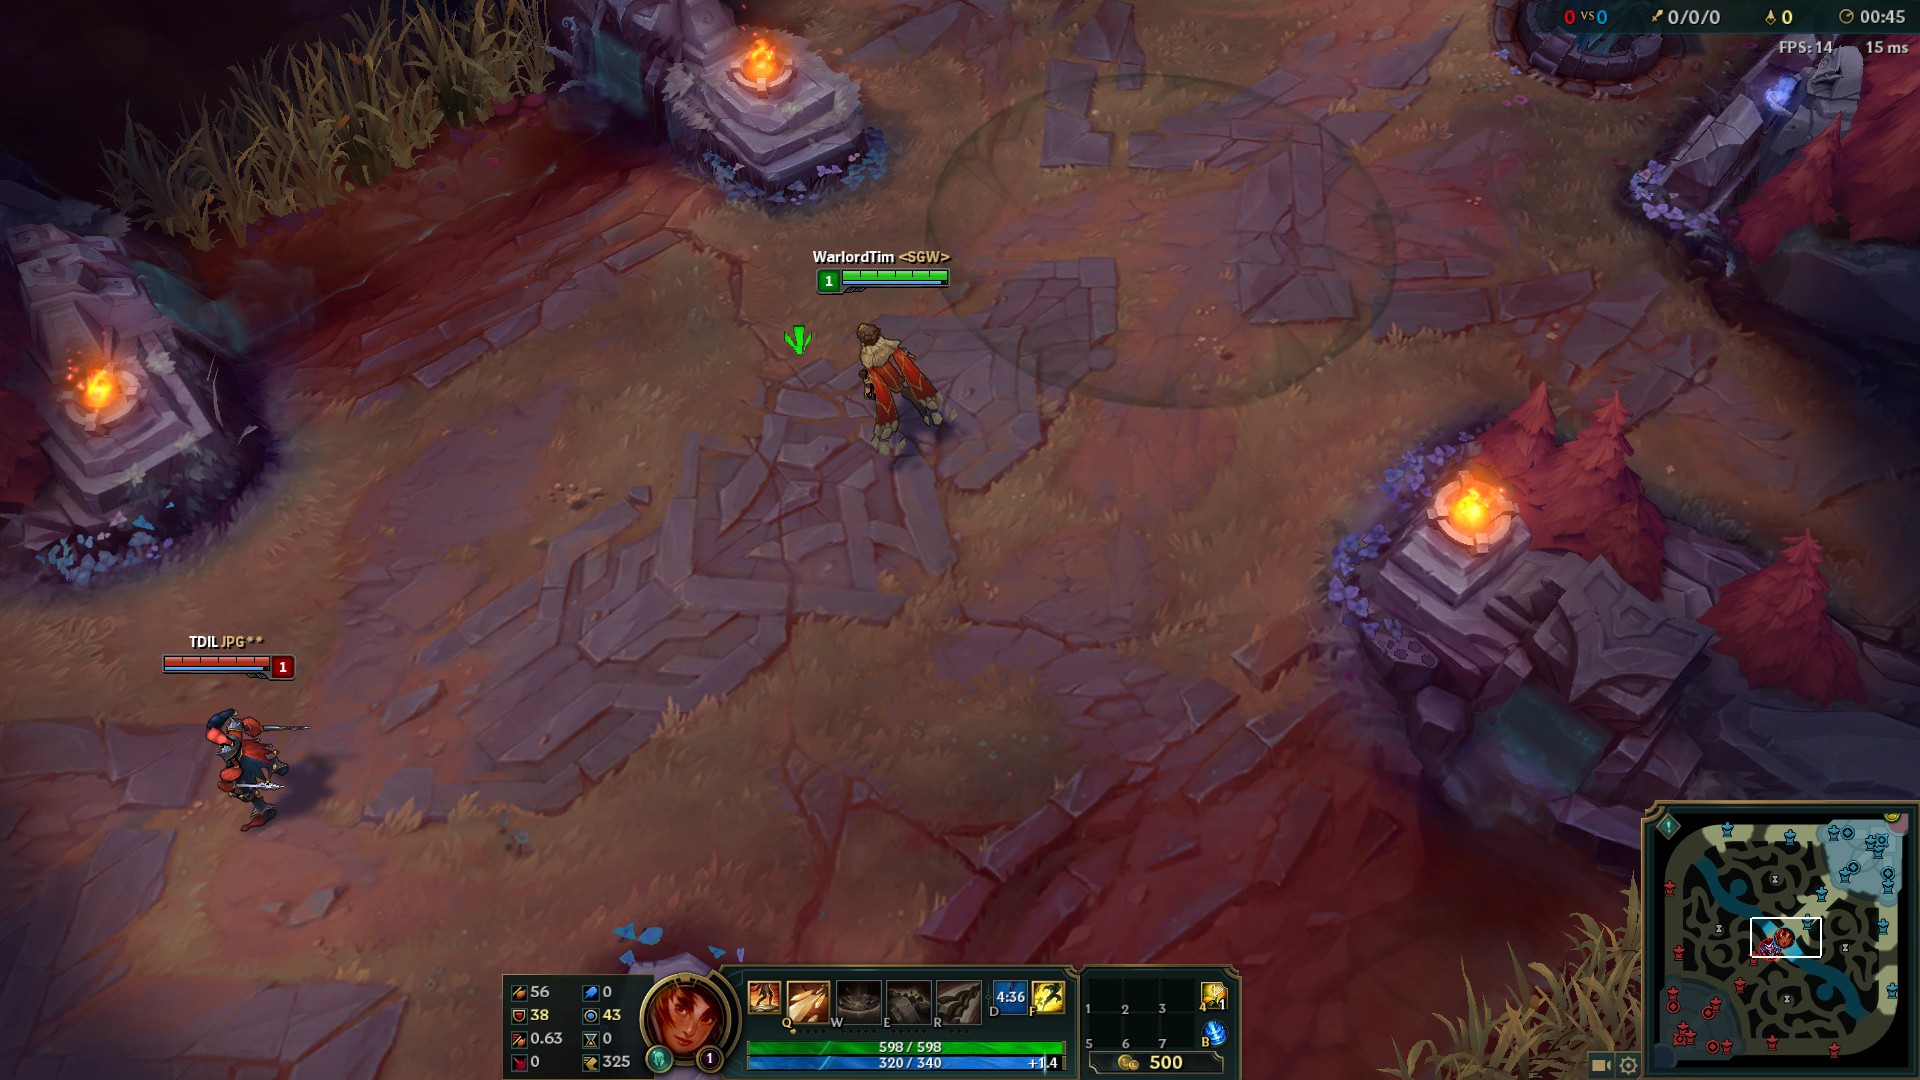 0 VS 0 0/0/0 0 00:45
FPS: 14 15 ms
WarlordTim <SGW>
1
TDIL JPG**
1
56 0
38 43
0.63 0
0 325
1
Q W E R
4:36
D F
598 / 598
320 / 340 +1.4
1 2 3 4 1
5 6 7 B
500